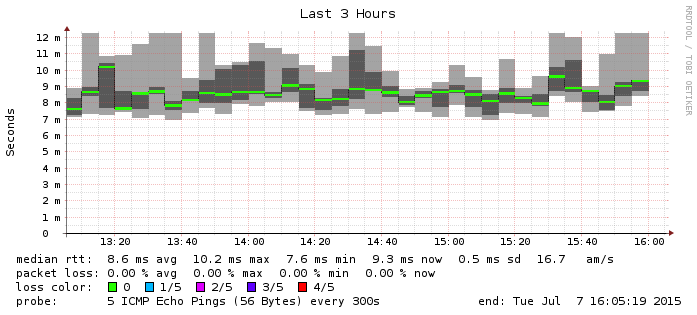 Last 3 Hours
RRDTOOL / TOBI OETIKER
Seconds
12 m
11 m
10 m
9 m
8 m
7 m
6 m
5 m
4 m
3 m
2 m
1 m
0
13:20 13:40 14:00 14:20 14:40 15:00 15:20 15:40 16:00
median rtt: 8.6 ms avg 10.2 ms max 7.6 ms min 9.3 ms now 0.5 ms sd 16.7 am/s
packet loss: 0.00 % avg 0.00 % max 0.00 % min 0.00 % now
loss color: 0 1/5 2/5 3/5 4/5
probe: 5 ICMP Echo Pings (56 Bytes) every 300s end: Tue Jul 7 16:05:19 2015